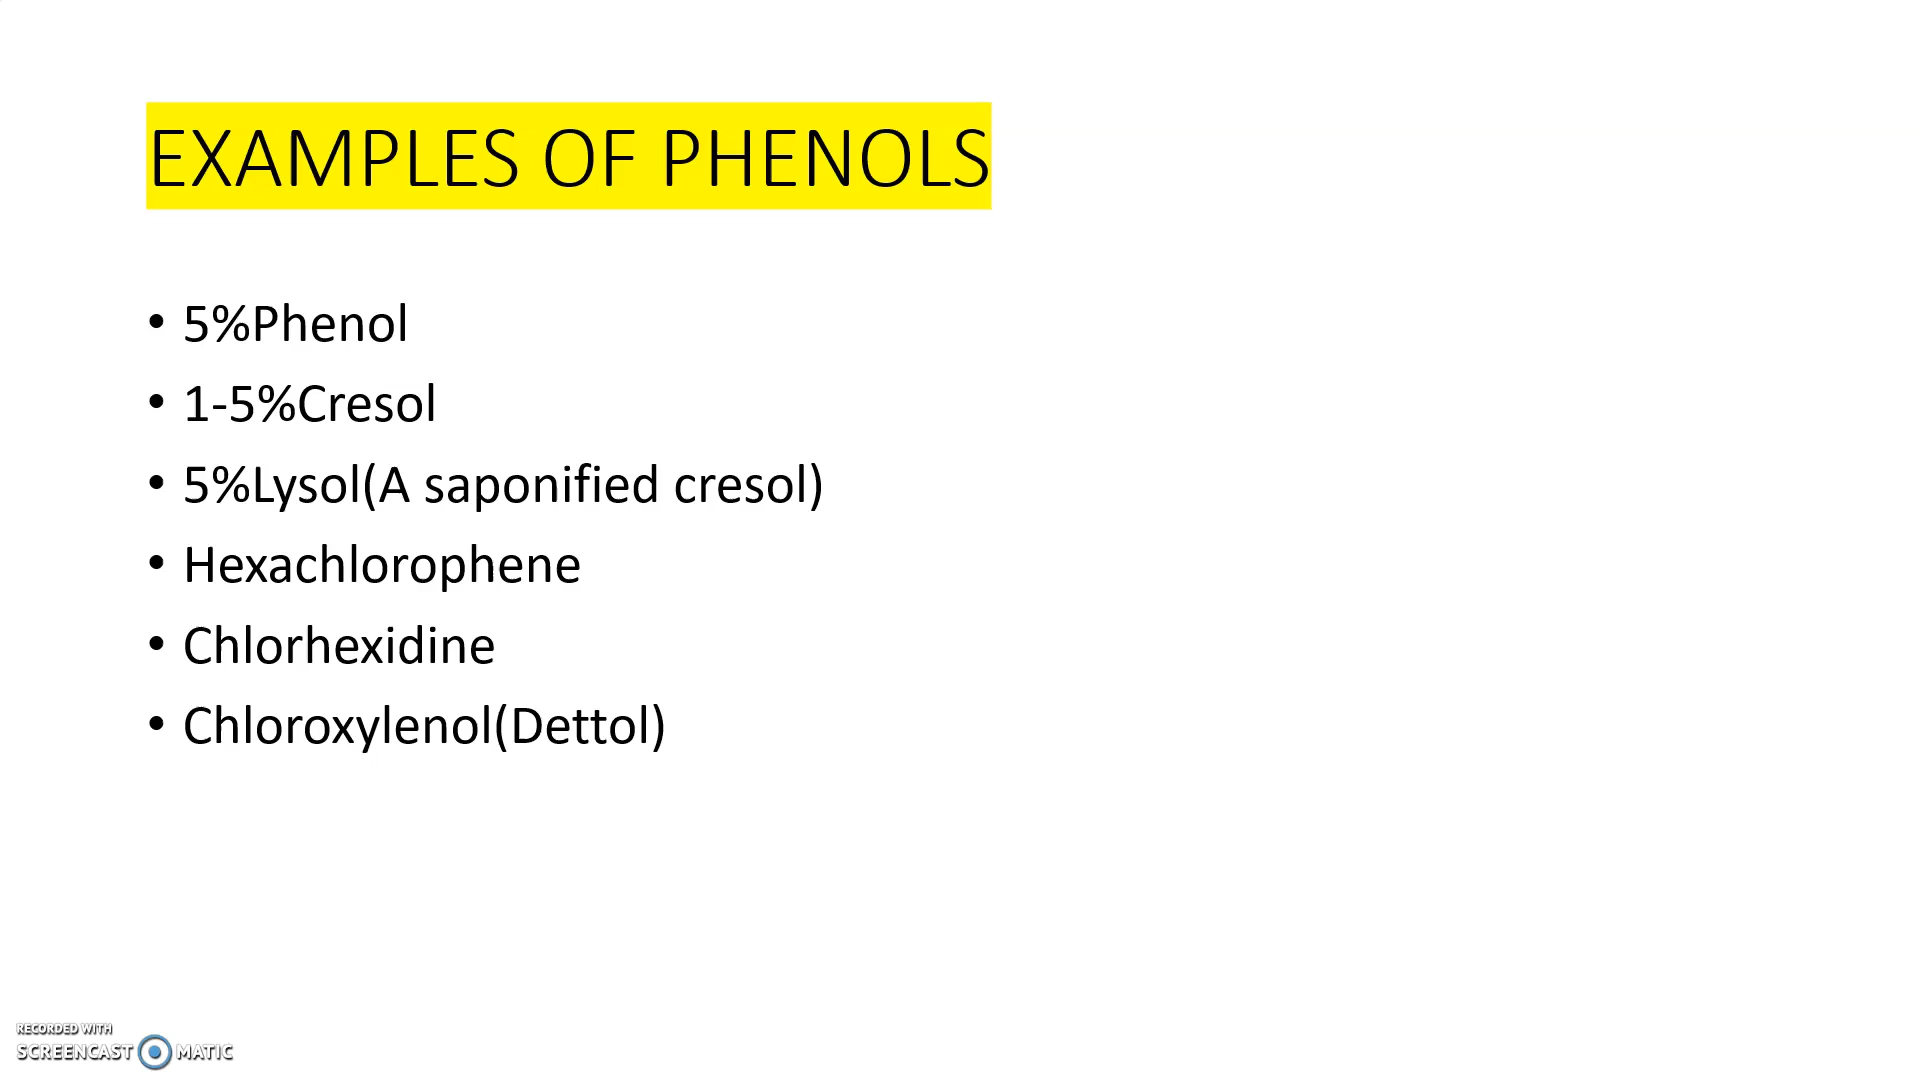 EXAMPLES OF PHENOLS
• 5%Phenol
• 1-5%Cresol
• 5%Lysol(A saponified cresol)
• Hexachlorophene
• Chlorhexidine
• Chloroxylenol(Dettol)
RECORDED WITH
SCREENCAST MATIC